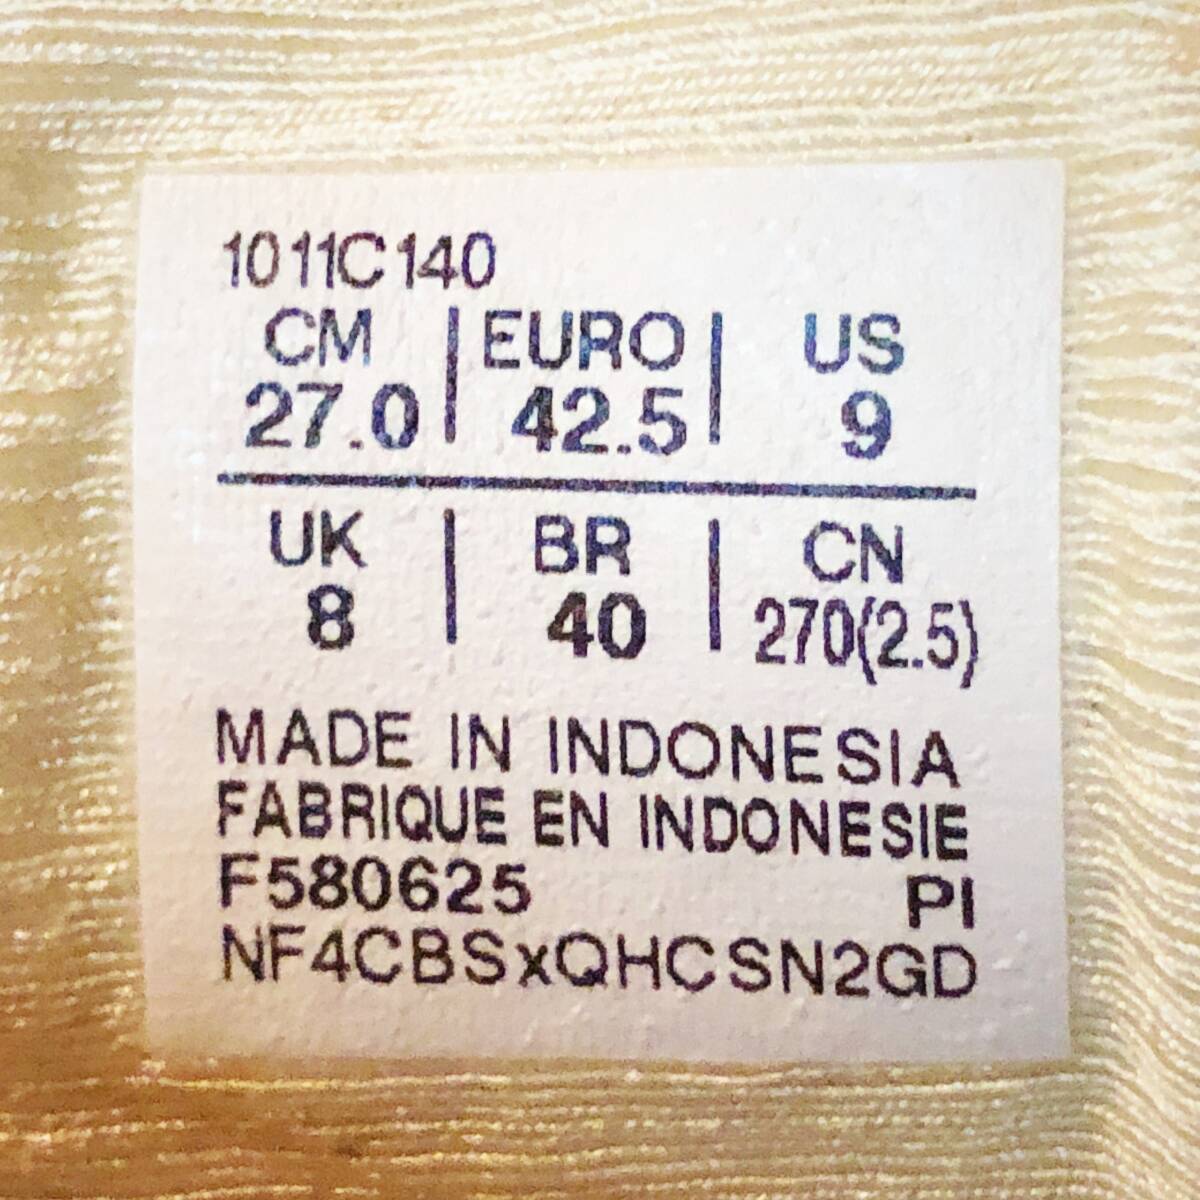 1011C140
CM | EURO | US
27.0 | 42.5 | 9
UK | BR | CN
8 | 40 | 270(2.5)
MADE IN INDONESIA
FABRIQUE EN INDONESIE
F580625 PI
NF4CBSxQHCSN2GD